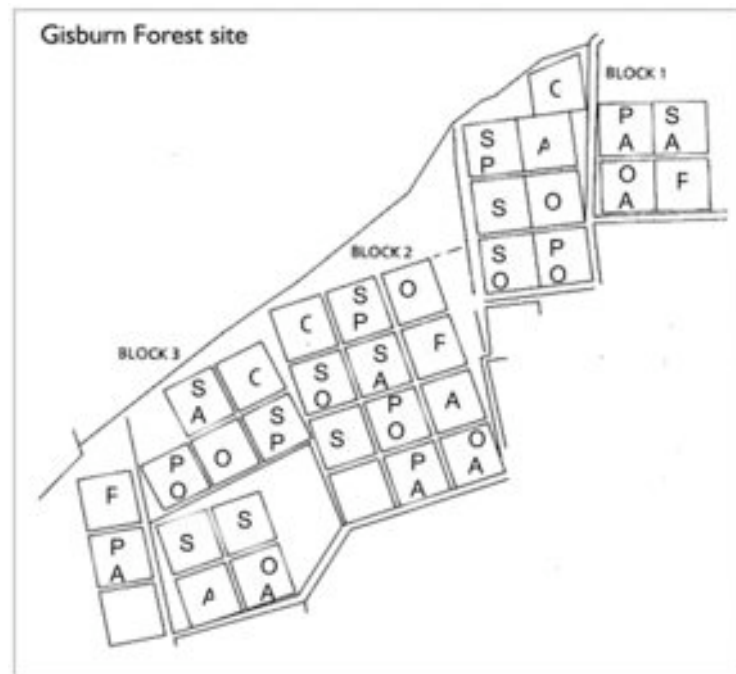 Gisburn Forest site
BLOCK 1
C
P S
A A
S A
P
O F
A
S O
S P
O O
BLOCK 2
C S O
P
S S F
O A
S P A
O
P O
A A
BLOCK 3
S C
A
P O S
O P
F
P
A
S S
A O
A